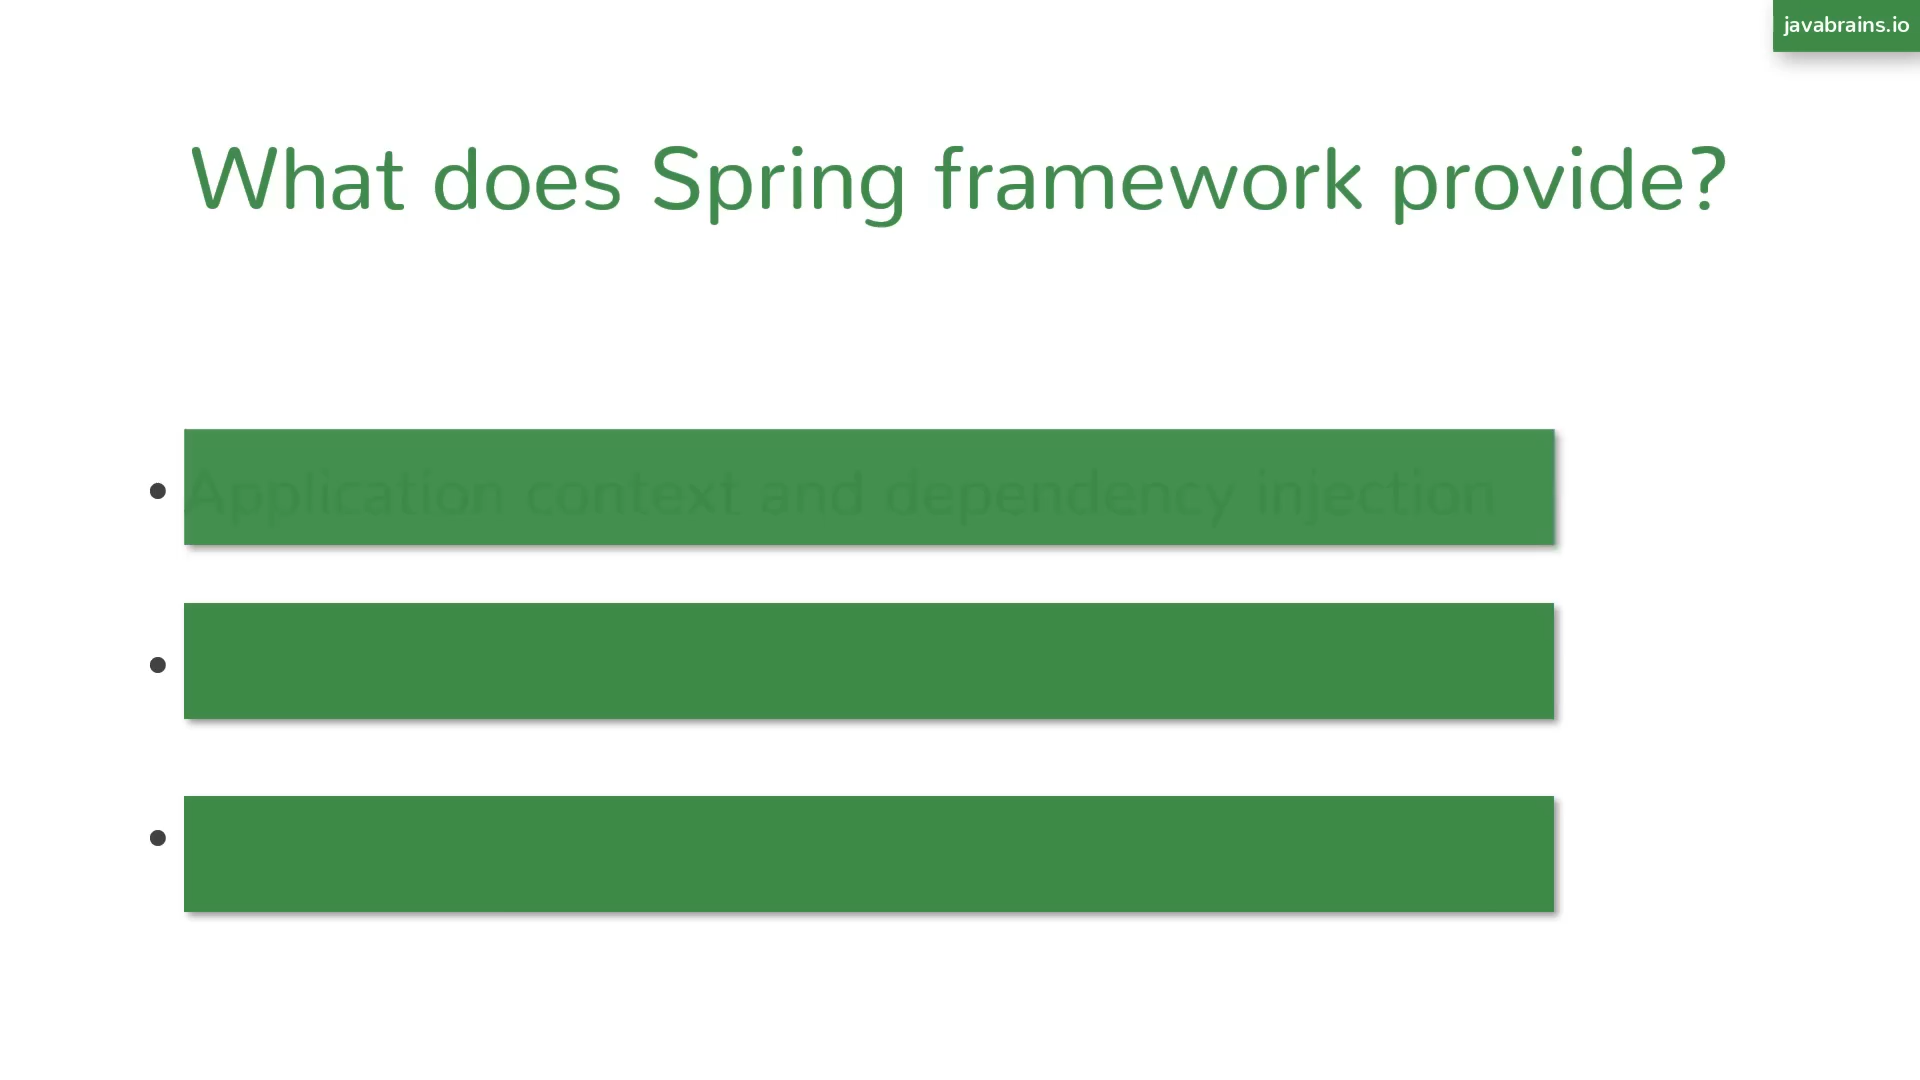 javabrains.io
What does Spring framework provide?
Application context and dependency injection